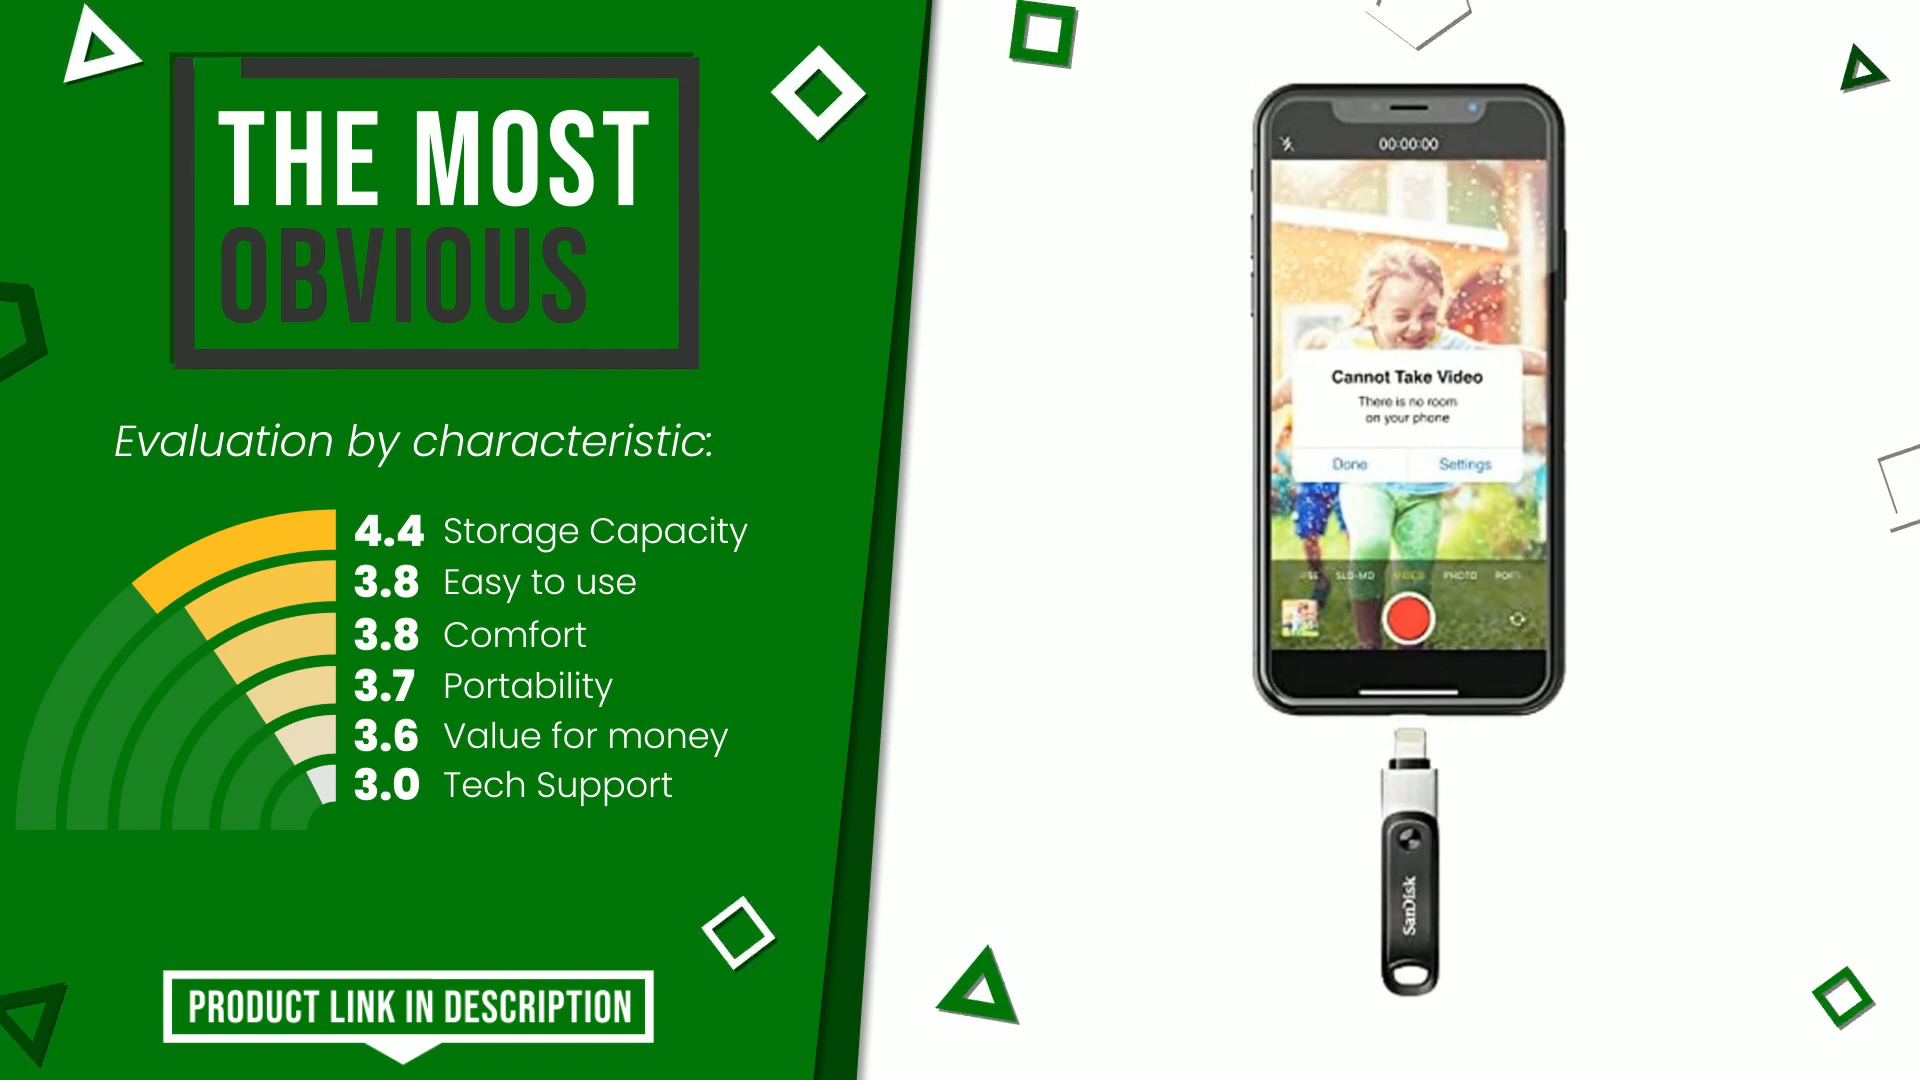 THE MOST
OBVIOUS
Evaluation by characteristic:
4.4 Storage Capacity
3.8 Easy to use
3.8 Comfort
3.7 Portability
3.6 Value for money
3.0 Tech Support
PRODUCT LINK IN DESCRIPTION
00:00:00
Cannot Take Video
There is no room
on your phone
Done Settings
SLO-MO VIDEO PHOTO
SanDisk